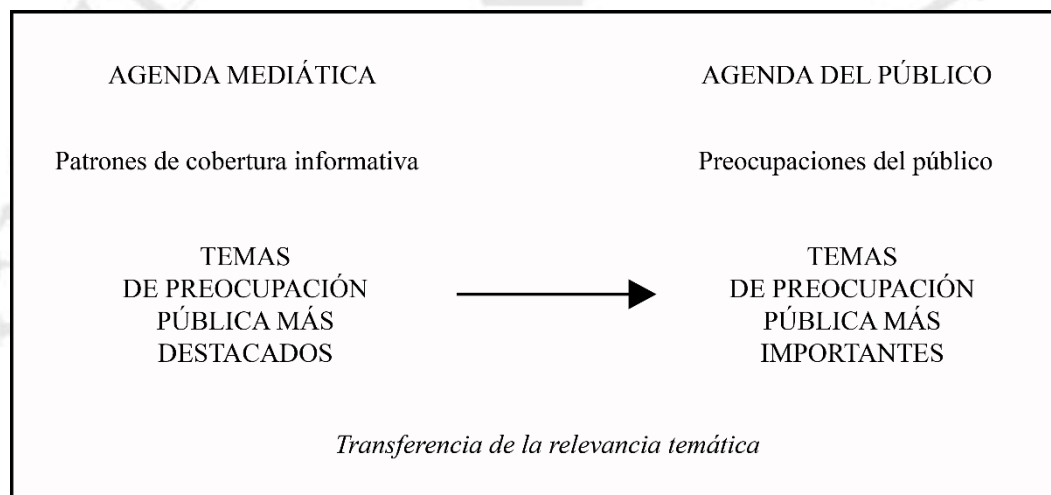 AGENDA MEDIÁTICA
AGENDA DEL PÚBLICO
Patrones de cobertura informativa
Preocupaciones del público
TEMAS
DE PREOCUPACIÓN
PÚBLICA MÁS
DESTACADOS
TEMAS
DE PREOCUPACIÓN
PÚBLICA MÁS
IMPORTANTES
Transferencia de la relevancia temática